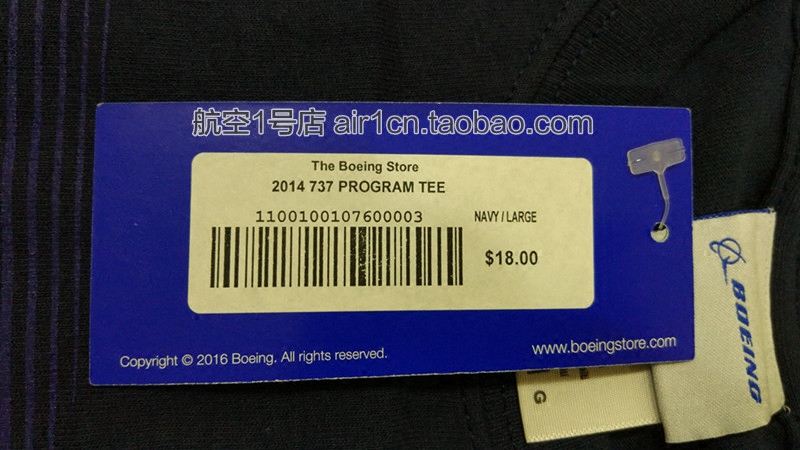 航空1号店 air1cn.taobao.com
The Boeing Store
2014 737 PROGRAM TEE
1100100107600003 NAVY / LARGE
$18.00
Copyright © 2016 Boeing. All rights reserved.
www.boeingstore.com
BOEING
G